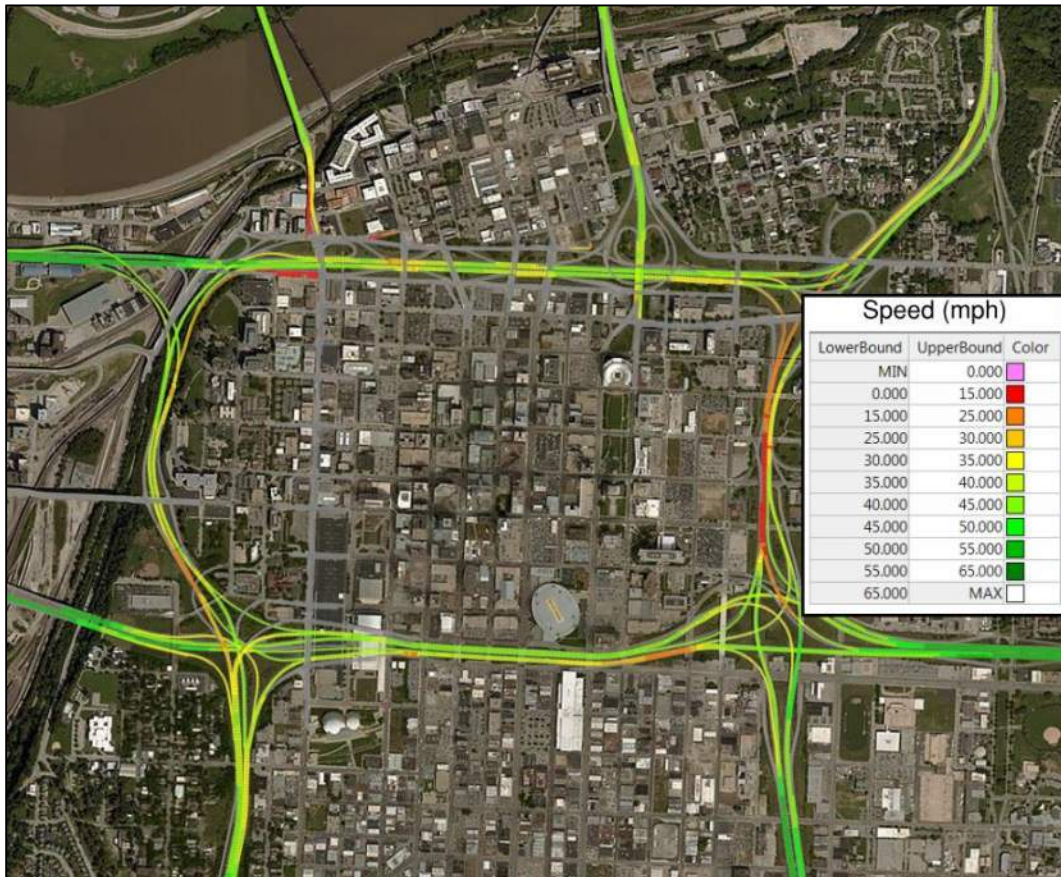 Speed (mph)
LowerBound UpperBound Color
MIN 0.000
0.000 15.000
15.000 25.000
25.000 30.000
30.000 35.000
35.000 40.000
40.000 45.000
45.000 50.000
50.000 55.000
55.000 65.000
65.000 MAX